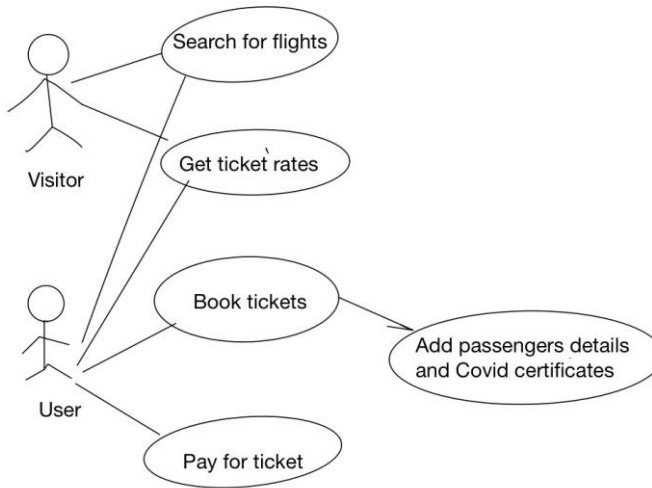 Search for flights
Visitor
Get ticket rates
Book tickets
Add passengers details
and Covid certificates
User
Pay for ticket